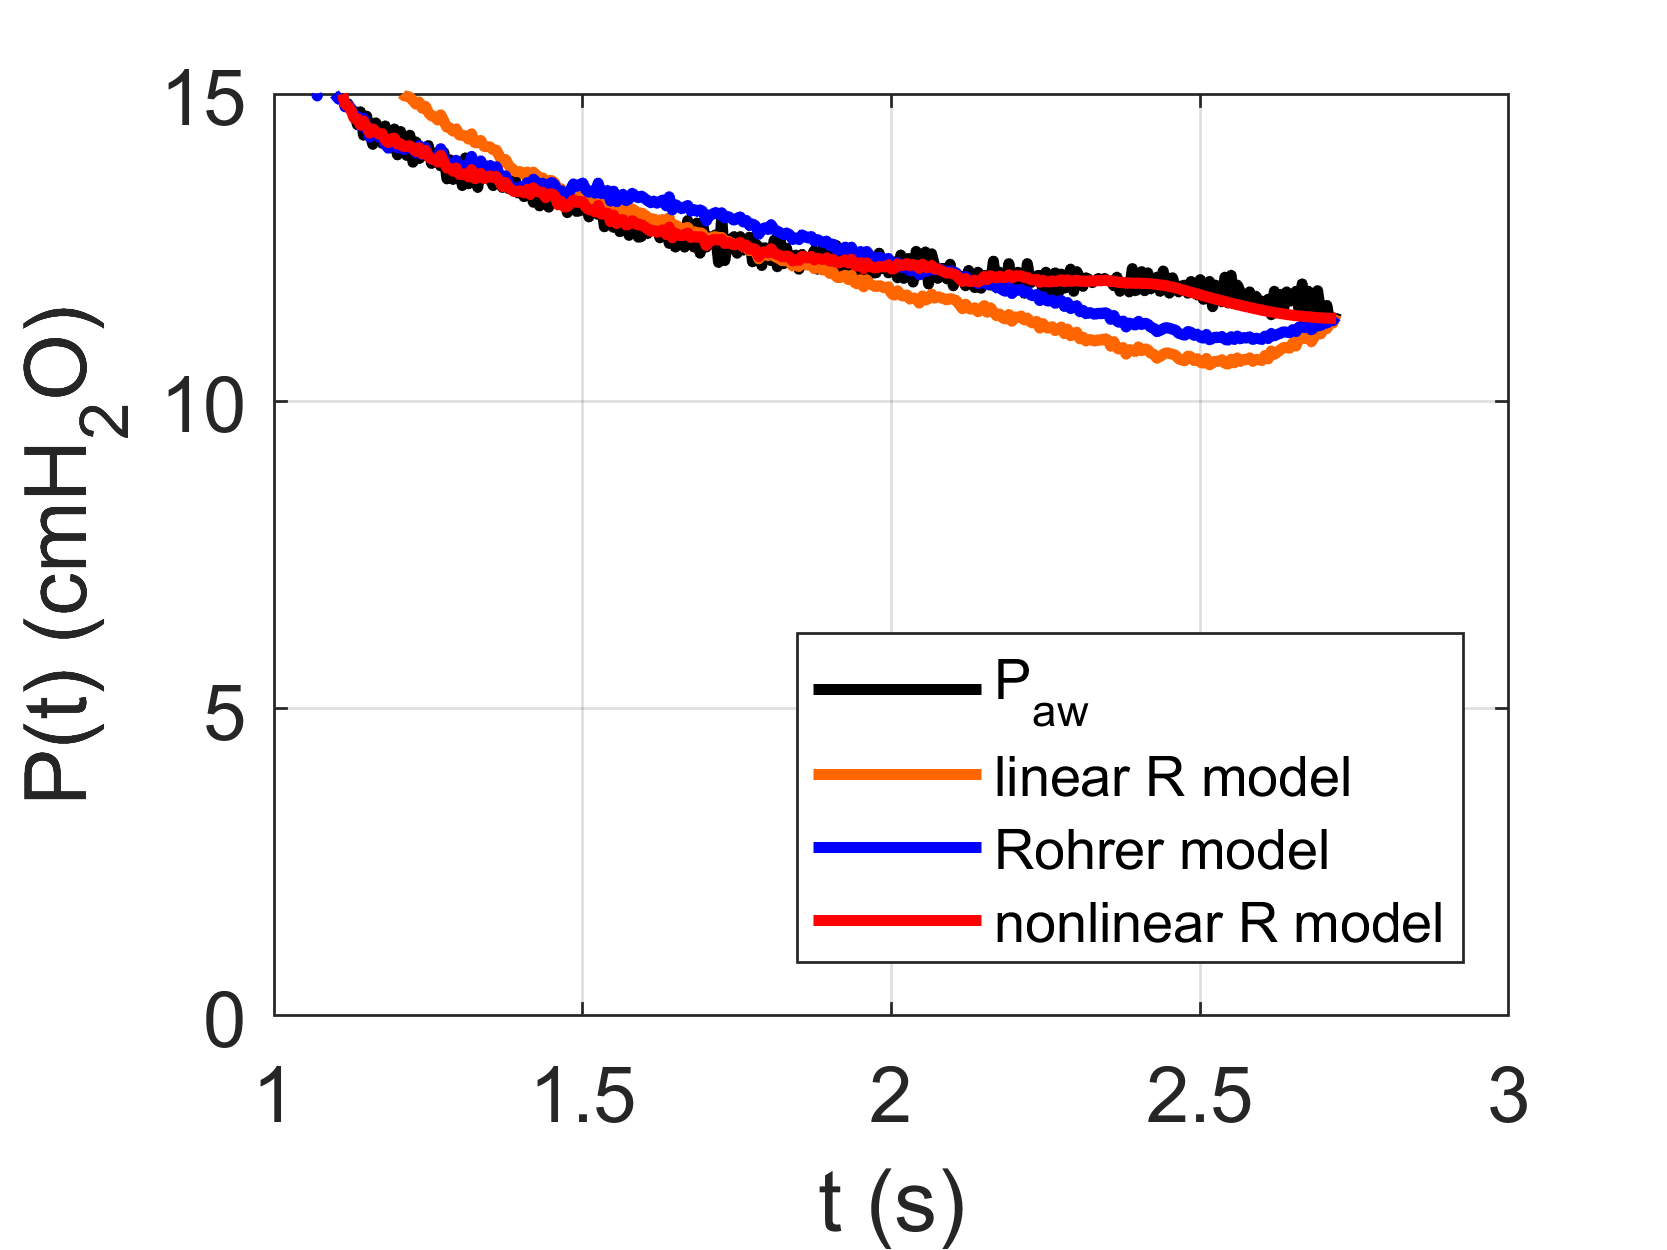 P(t) (cmH2O)
15
10
5
0
Paw
linear R model
Rohrer model
nonlinear R model
1 1.5 2 2.5 3
t (s)